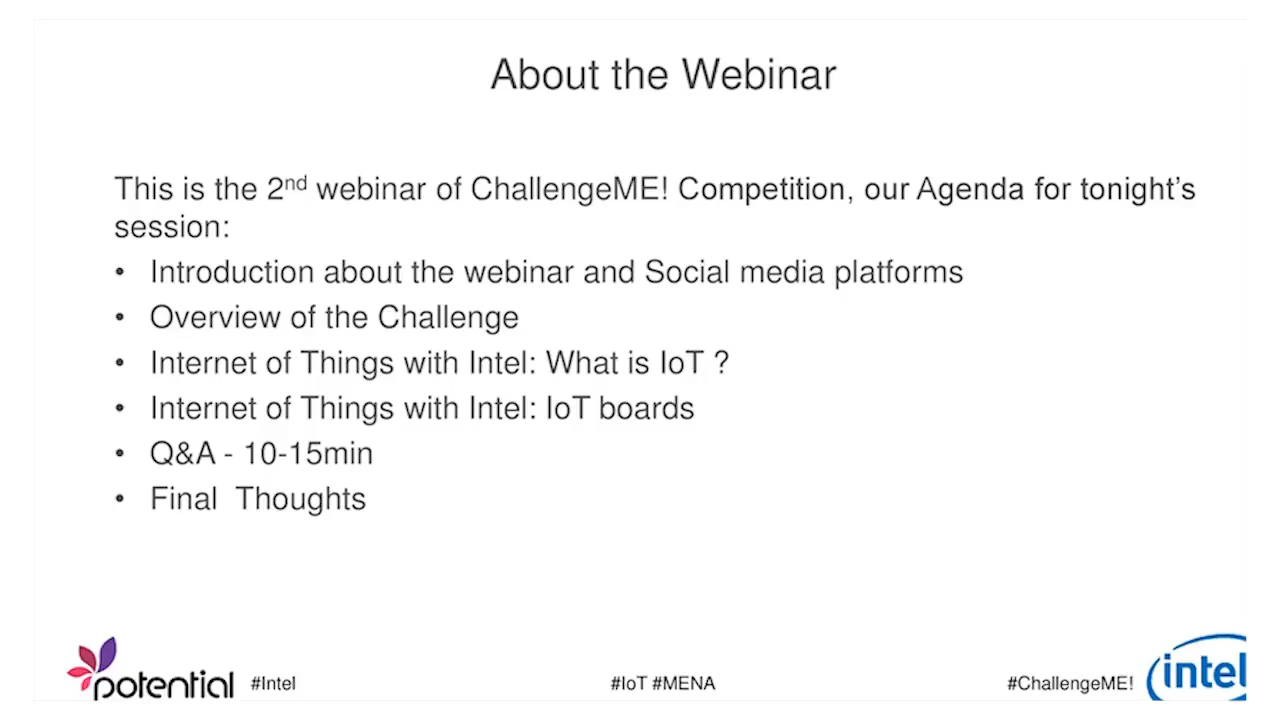 About the Webinar
This is the 2nd webinar of ChallengeME! Competition, our Agenda for tonight's
session:
• Introduction about the webinar and Social media platforms
• Overview of the Challenge
• Internet of Things with Intel: What is IoT ?
• Internet of Things with Intel: IoT boards
• Q&A - 10-15min
• Final  Thoughts
potential #Intel #IoT #MENA #ChallengeME! intel